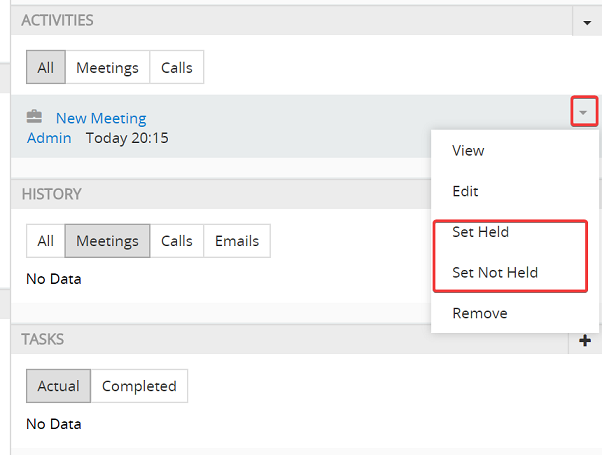 ACTIVITIES
All Meetings Calls
New Meeting
Admin Today 20:15
View
Edit
Set Held
Set Not Held
Remove
HISTORY
All Meetings Calls Emails
No Data
TASKS
Actual Completed
No Data